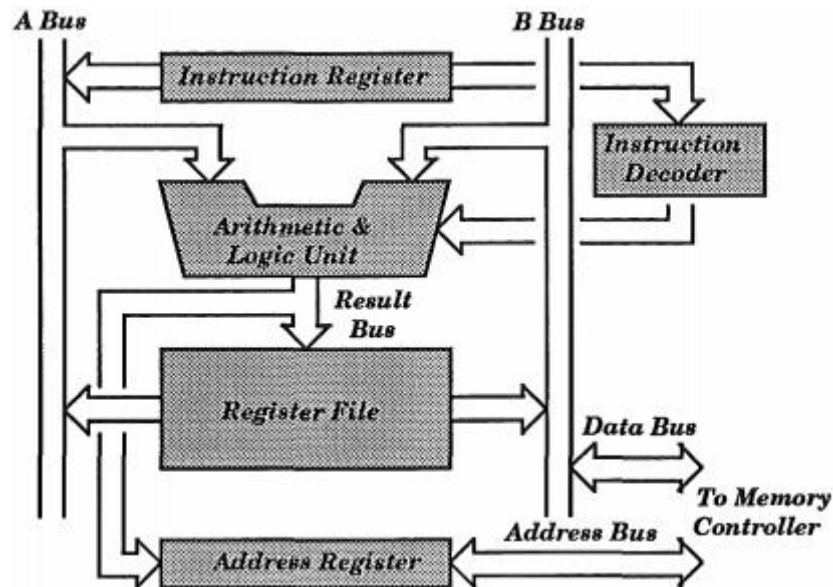 A Bus
B Bus
Instruction Register
Instruction
Decoder
Arithmetic &
Logic Unit
Result
Bus
Register File
Data Bus
To Memory
Controller
Address Bus
Address Register